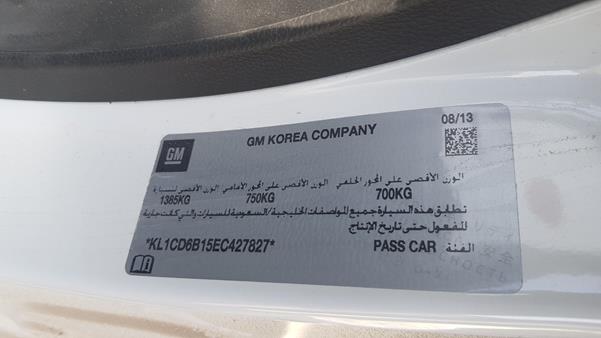 08/13
GM GM KOREA COMPANY
الوزن الأقصى على المحور الخلفي الوزن الأقصى على المحور الأمامي الوزن الأقصى للسيارة
1385KG 750KG 700KG
تطابق هذه السيارة جميع المواصفات الخليجية/السعودية للسيارات والتي كانت جارية
للمفعول حتى تاريخ الإنتاج
*KL1CD6B15EC427827* PASS CAR الفئة